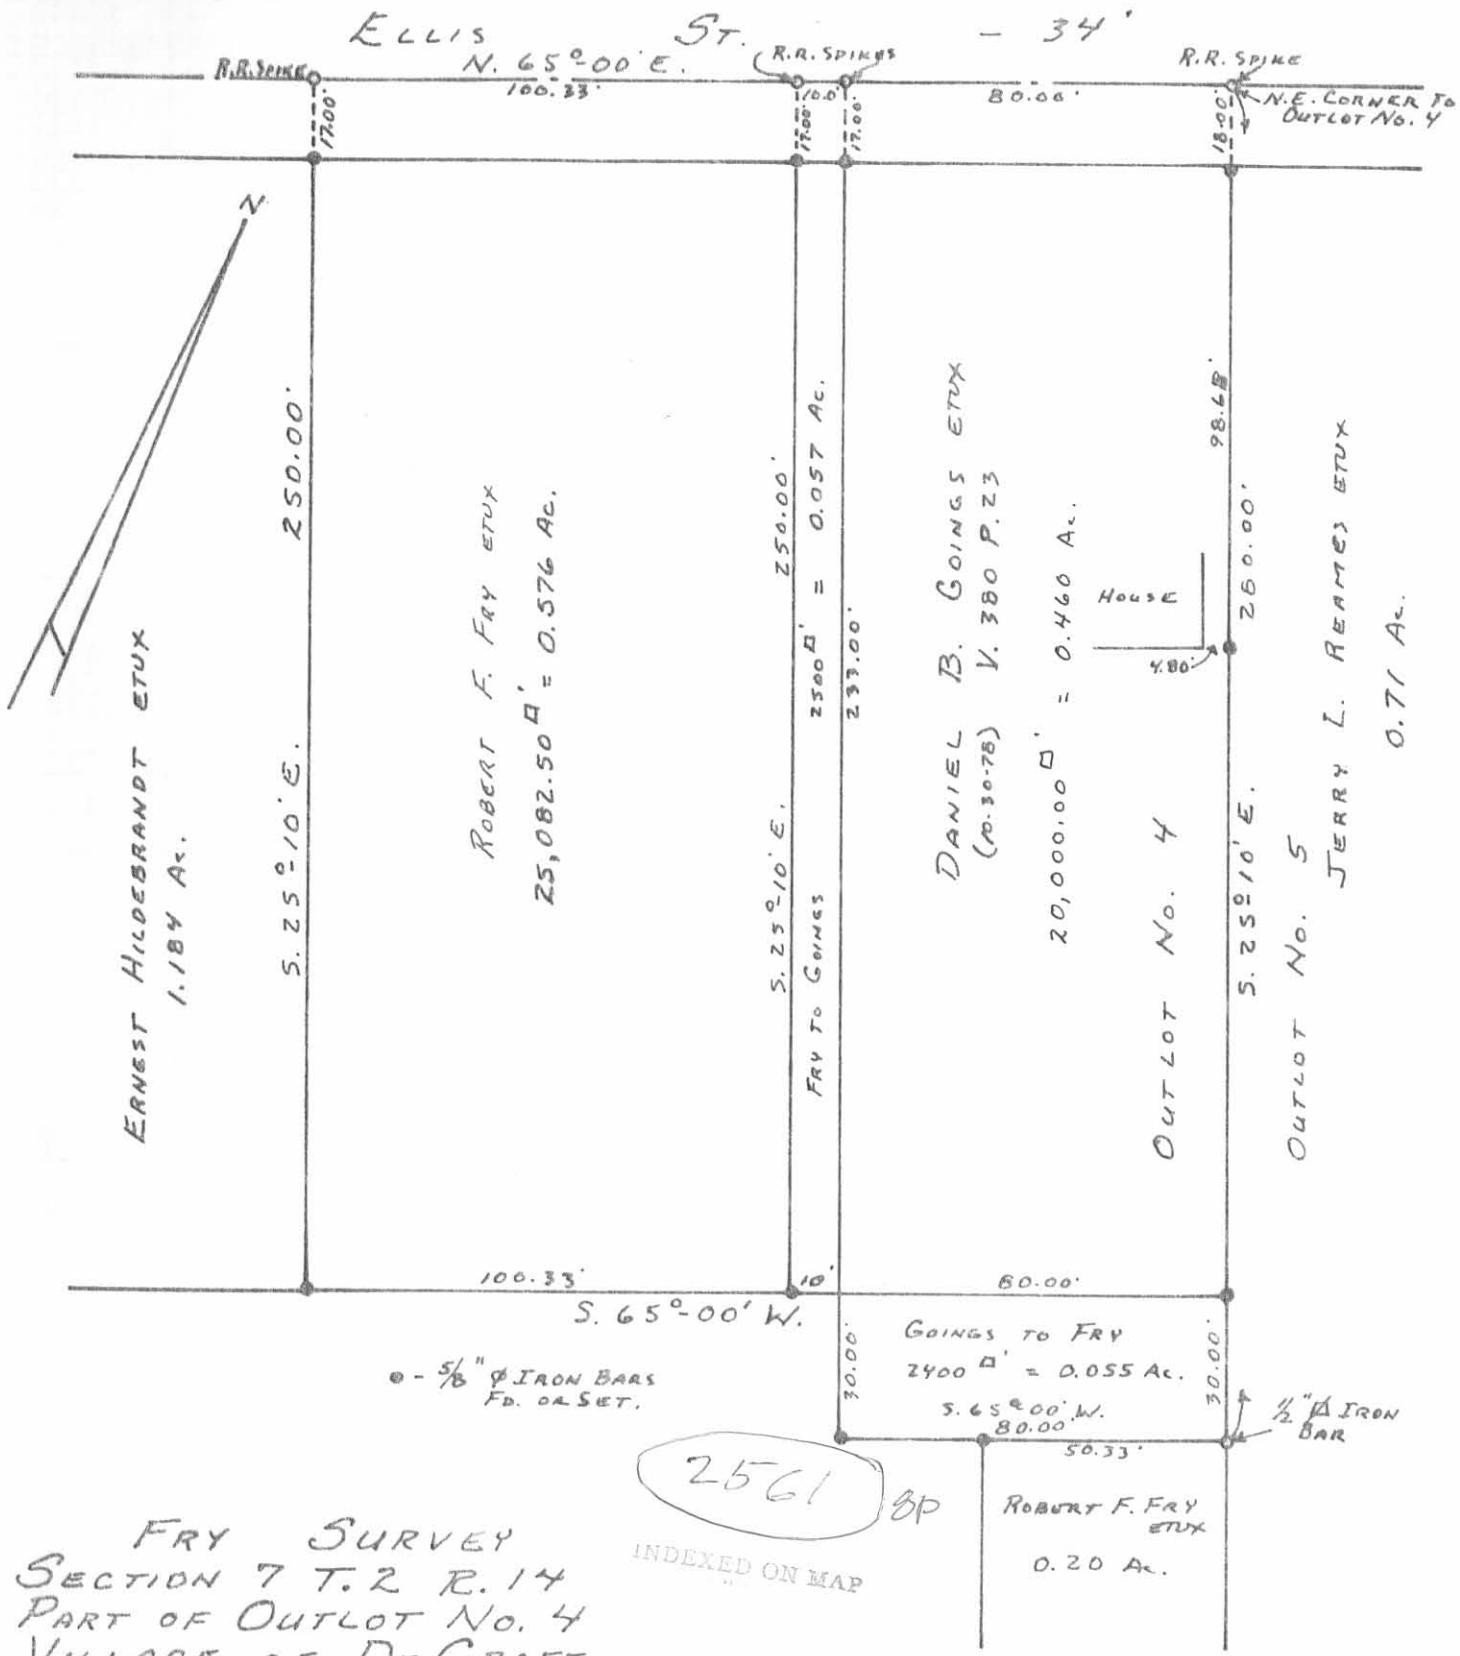 ELLIS ST. - 34'
N. 65°-00' E.
R.R. SPIKE
R.R. SPIKES
R.R. SPIKE
100.33'
10.0'
80.00'
N.E. CORNER TO
OUTLOT NO. 4
17.00'
17.00'
17.00'
18.00'
N
ERNEST HILDEBRANDT ETUX
1.184 AC.
S. 25°-10' E.
250.00'
ROBERT F. FRY ETUX
25,082.50 □' = 0.576 AC.
S. 25°-10' E.
250.00'
FRY TO GOINGS
2500 □' = 0.057 AC.
233.00'
DANIEL B. GOINGS ETUX
(10-30-78) V. 380 P. 23
20,000.00 □' = 0.460 AC.
HOUSE
4.80'
98.68'
OUTLOT NO. 4
S. 25°-10' E.
280.00'
OUTLOT NO. 5
JERRY L. REAMES ETUX
0.71 AC.
100.33'
10'
80.00'
S. 65°-00' W.
30.00'
GOINGS TO FRY
2400 □' = 0.055 AC.
30.00'
S. 65°00' W.
80.00'
50.33'
● - 5/8" ø IRON BARS
FD. OR SET.
1/2" ø IRON
BAR
2561
8P
INDEXED ON MAP
ROBERT F. FRY
ETUX
0.20 AC.
FRY SURVEY
SECTION 7 T. 2 R. 14
PART OF OUTLOT NO. 4